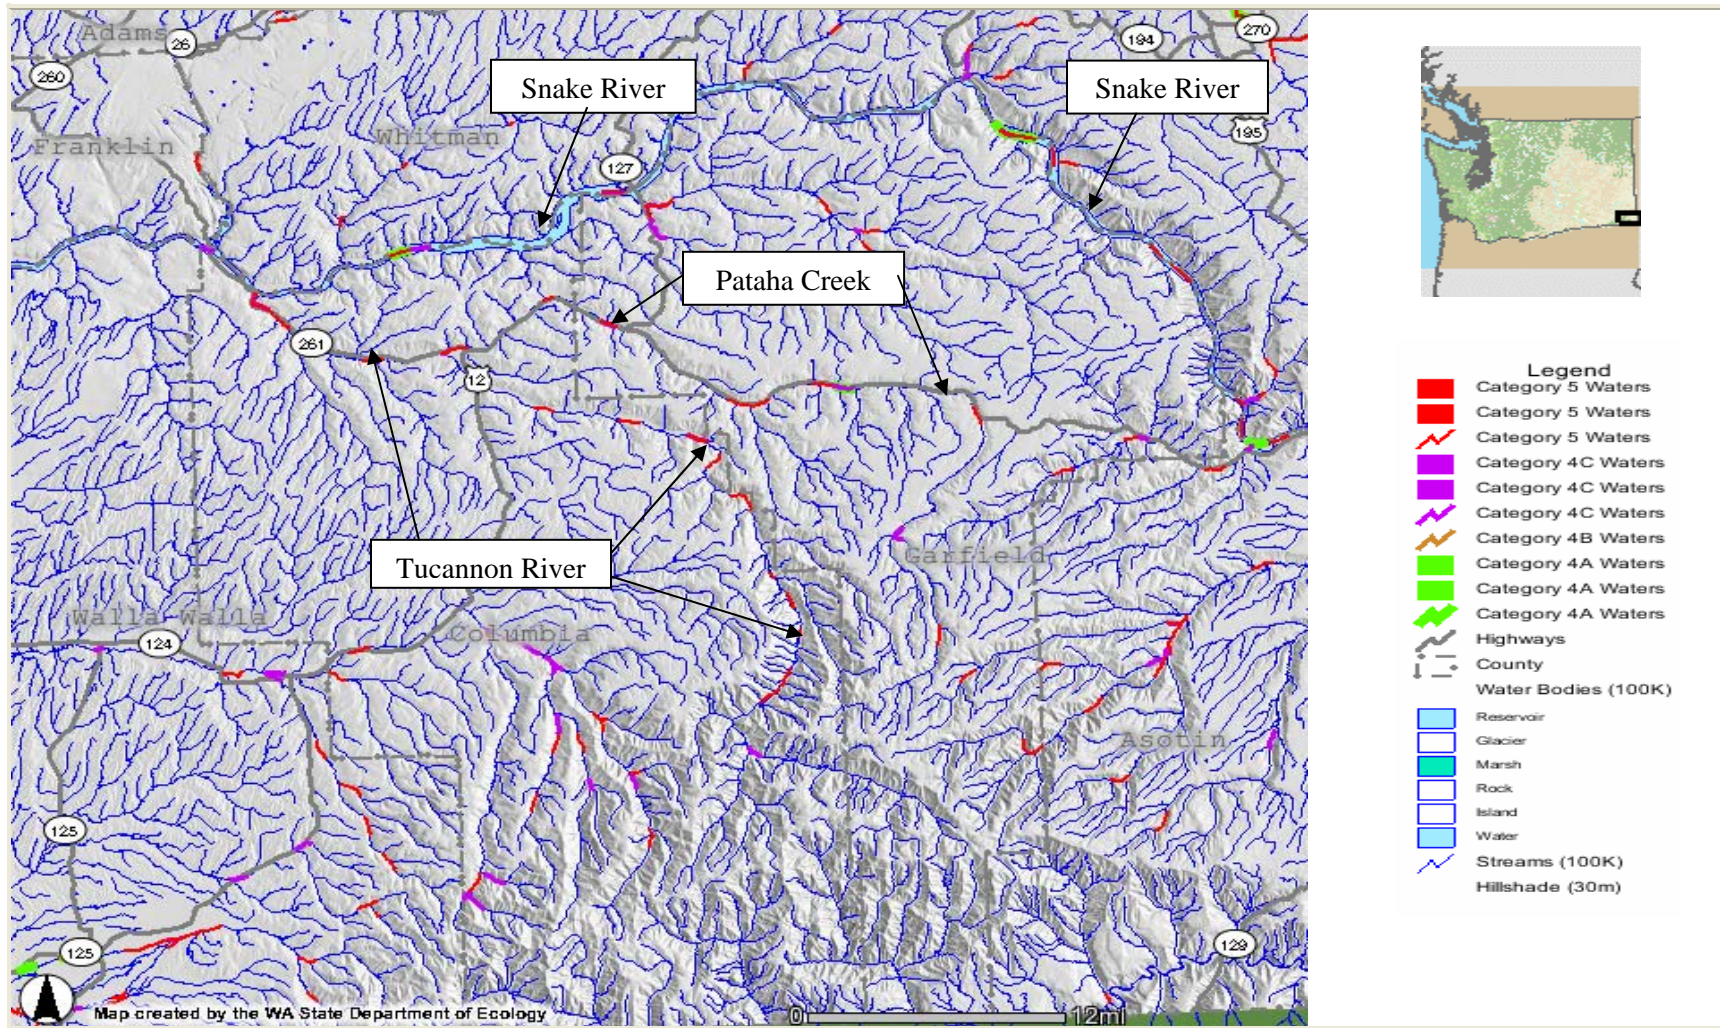 Adams
26
260
194
270
Snake River
Snake River
195
Whitman
Franklin
127
Pataha Creek
261
12
Tucannon River
Garfield
Walla Walla
124
Columbia
Asotin
125
125
129
Map created by the WA State Department of Ecology
0
12mi
Legend
Category 5 Waters
Category 5 Waters
Category 5 Waters
Category 4C Waters
Category 4C Waters
Category 4C Waters
Category 4B Waters
Category 4A Waters
Category 4A Waters
Category 4A Waters
Highways
County
Water Bodies (100K)
Reservoir
Glacier
Marsh
Rock
Island
Water
Streams (100K)
Hillshade (30m)